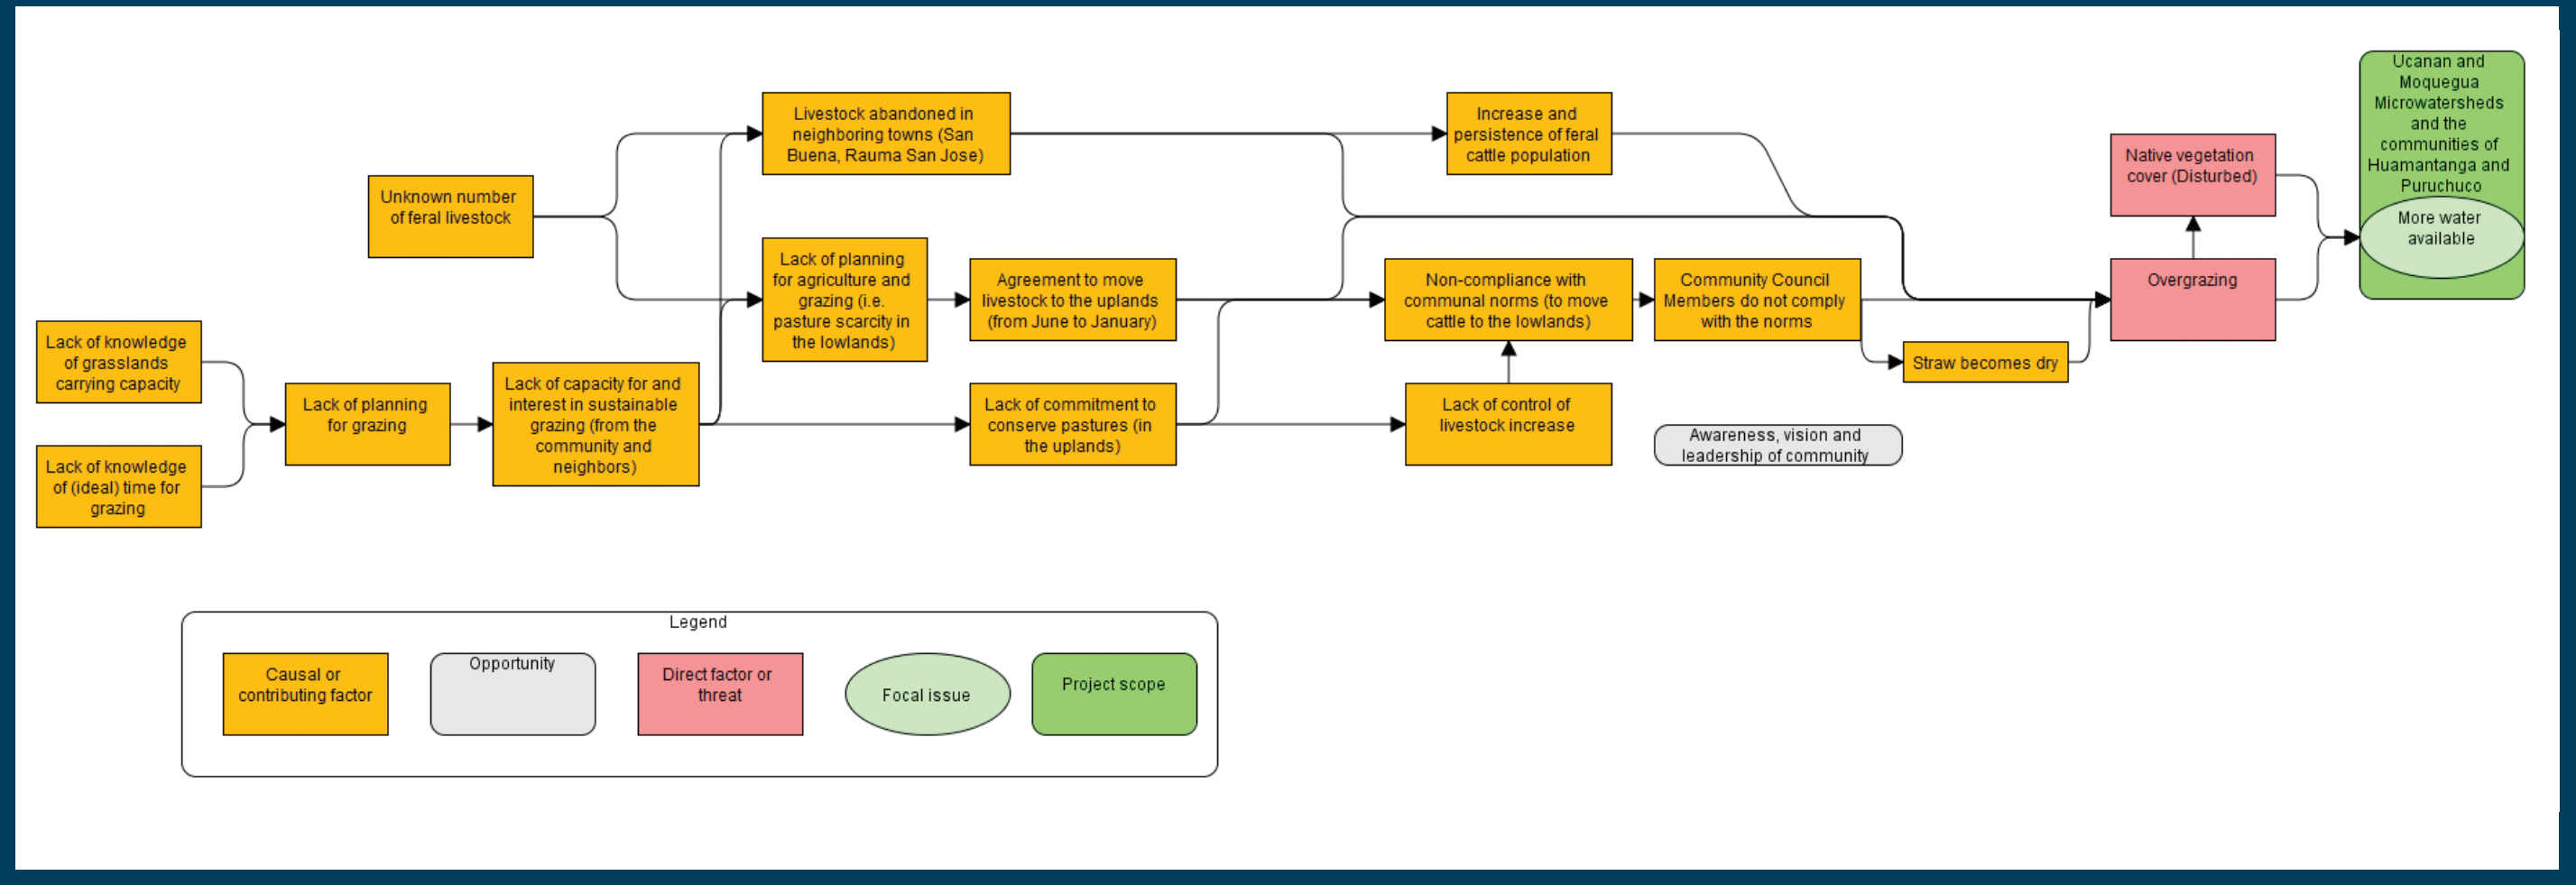 Ucanan and
Moquegua
Microwatersheds
and the
communities of
Huamantanga and
Puruchuco
More water
available
Livestock abandoned in
neighboring towns (San
Buena, Rauma San Jose)
Increase and
persistence of feral
cattle population
Native vegetation
cover (Disturbed)
Unknown number
of feral livestock
Lack of planning
for agriculture and
grazing (i.e.
pasture scarcity in
the lowlands)
Agreement to move
livestock to the uplands
(from June to January)
Non-compliance with
communal norms (to move
cattle to the lowlands)
Community Council
Members do not comply
with the norms
Overgrazing
Straw becomes dry
Lack of knowledge
of grasslands
carrying capacity
Lack of knowledge
of (ideal) time for
grazing
Lack of planning
for grazing
Lack of capacity for and
interest in sustainable
grazing (from the
community and
neighbors)
Lack of commitment to
conserve pastures (in
the uplands)
Lack of control of
livestock increase
Awareness, vision and
leadership of community
Legend
Causal or
contributing factor
Opportunity
Direct factor or
threat
Focal issue
Project scope